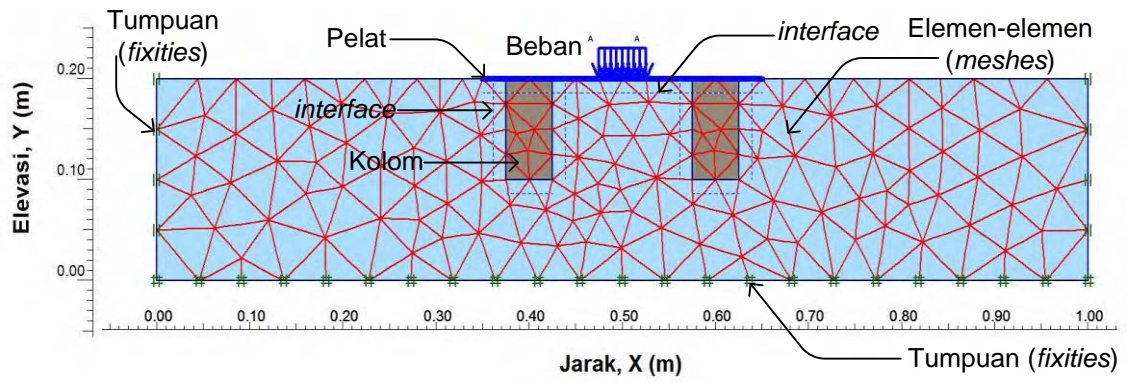 Tumpuan
(fixities)
Pelat
Beban
A A
interface
Elemen-elemen
(meshes)
interface
Kolom
Elevasi, Y (m)
0.20
0.10
0.00
0.00 0.10 0.20 0.30 0.40 0.50 0.60 0.70 0.80 0.90 1.00
Jarak, X (m)
Tumpuan (fixities)